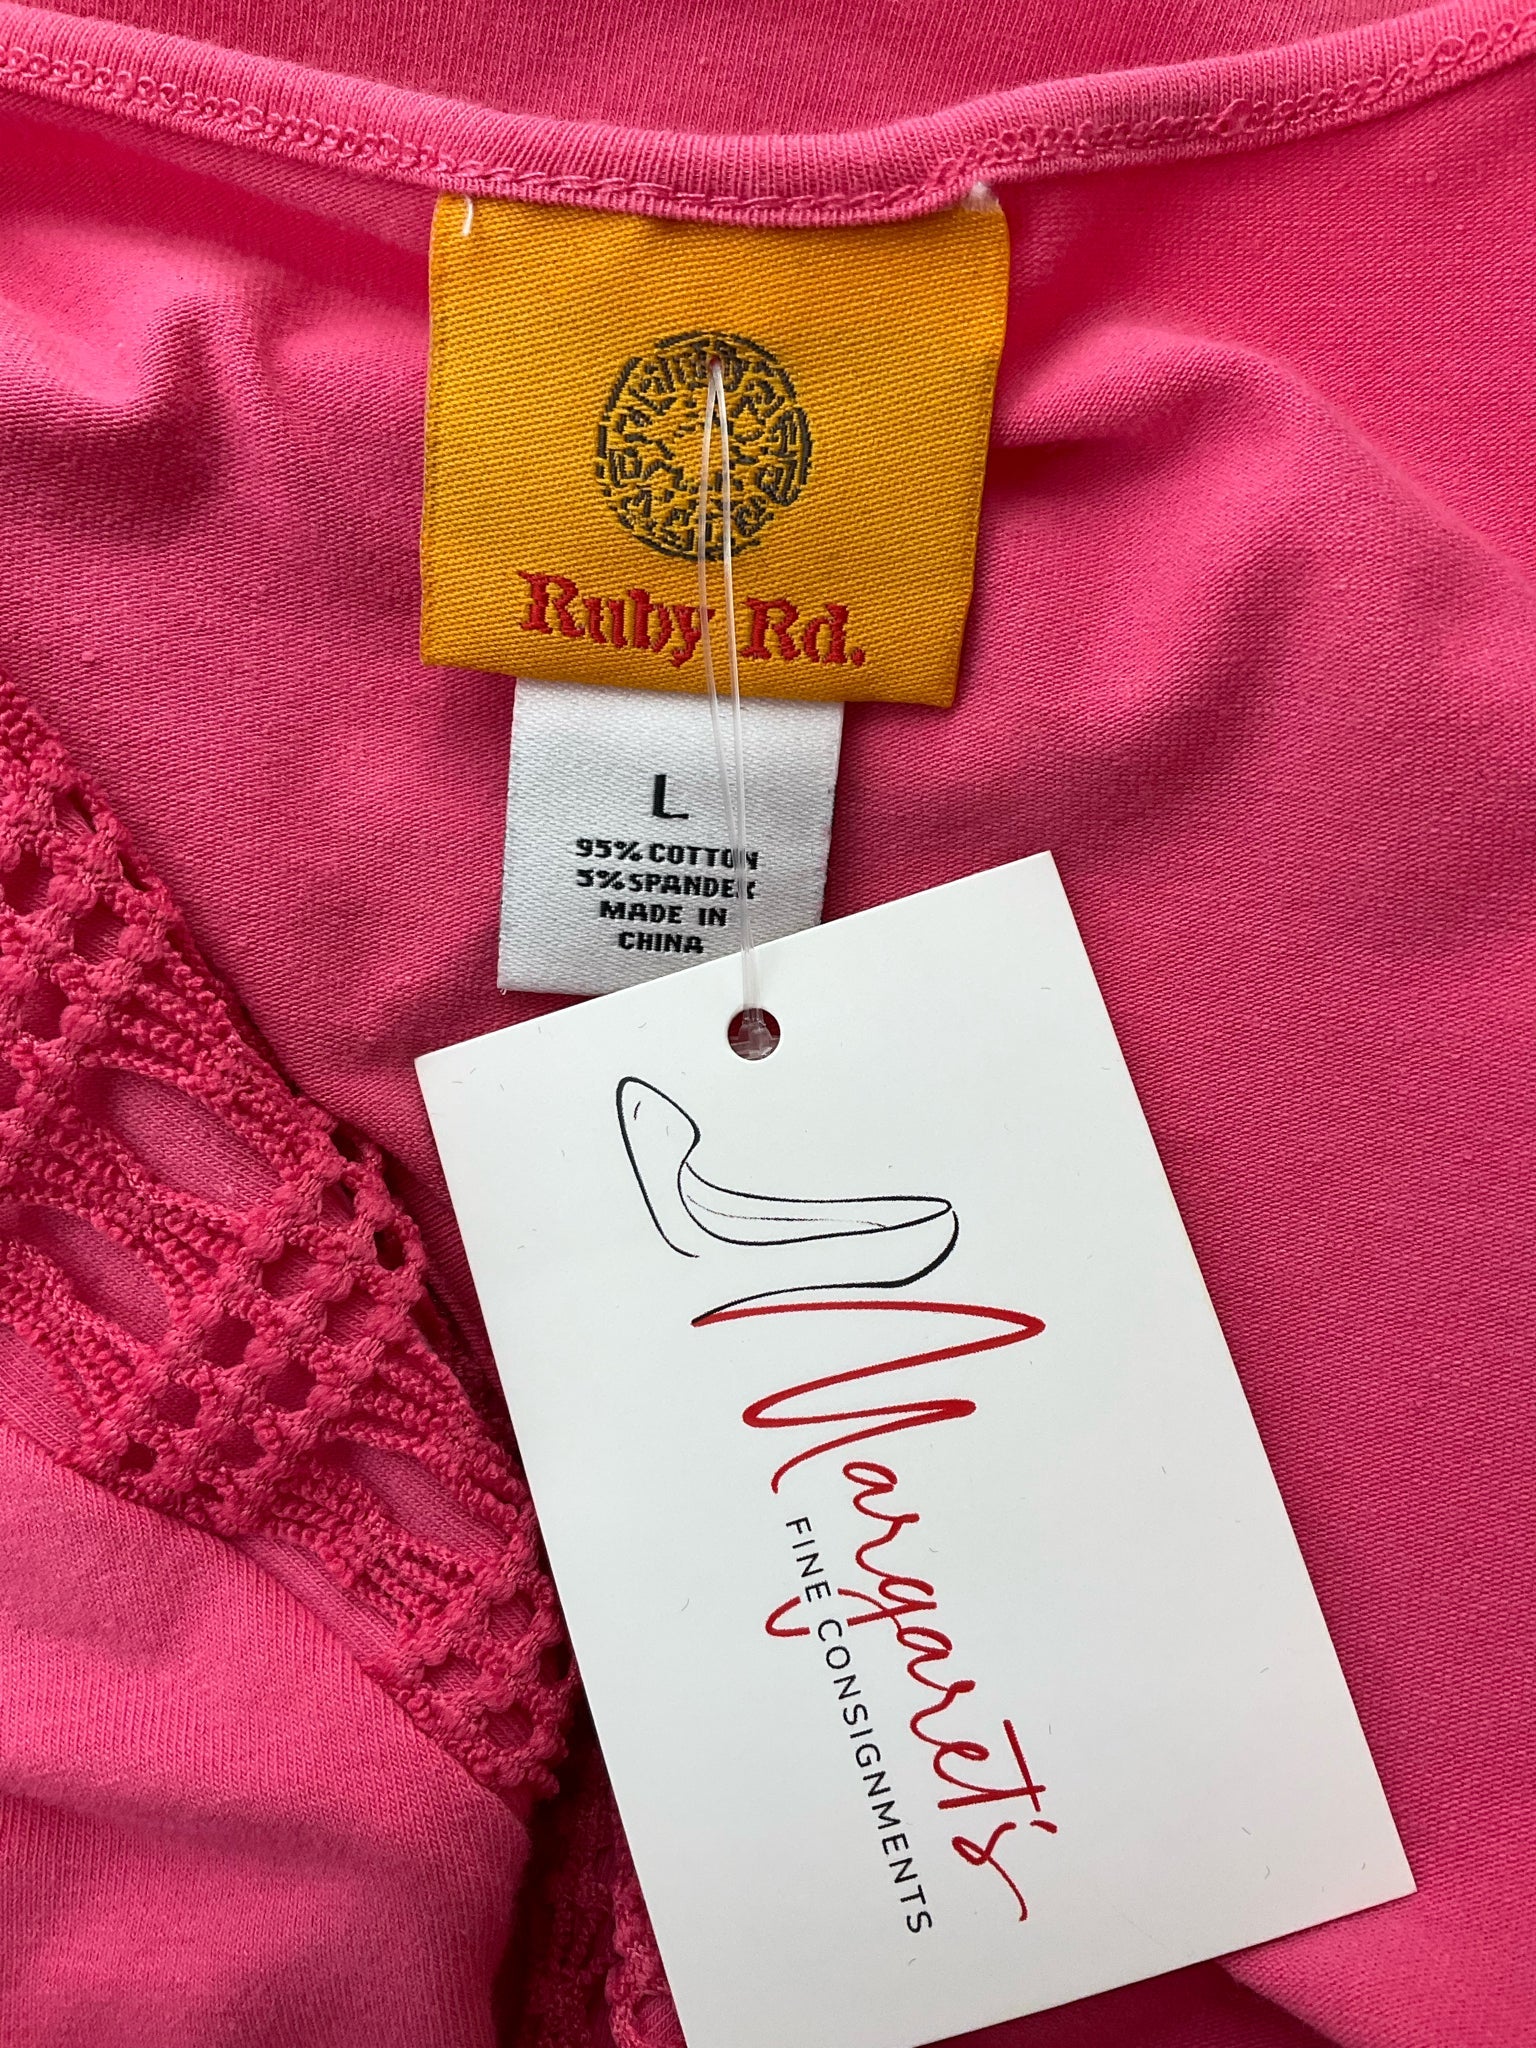 Ruby Rd.
L
95% COTTON
5% SPANDEX
MADE IN
CHINA
Margaret's
FINE CONSIGNMENTS